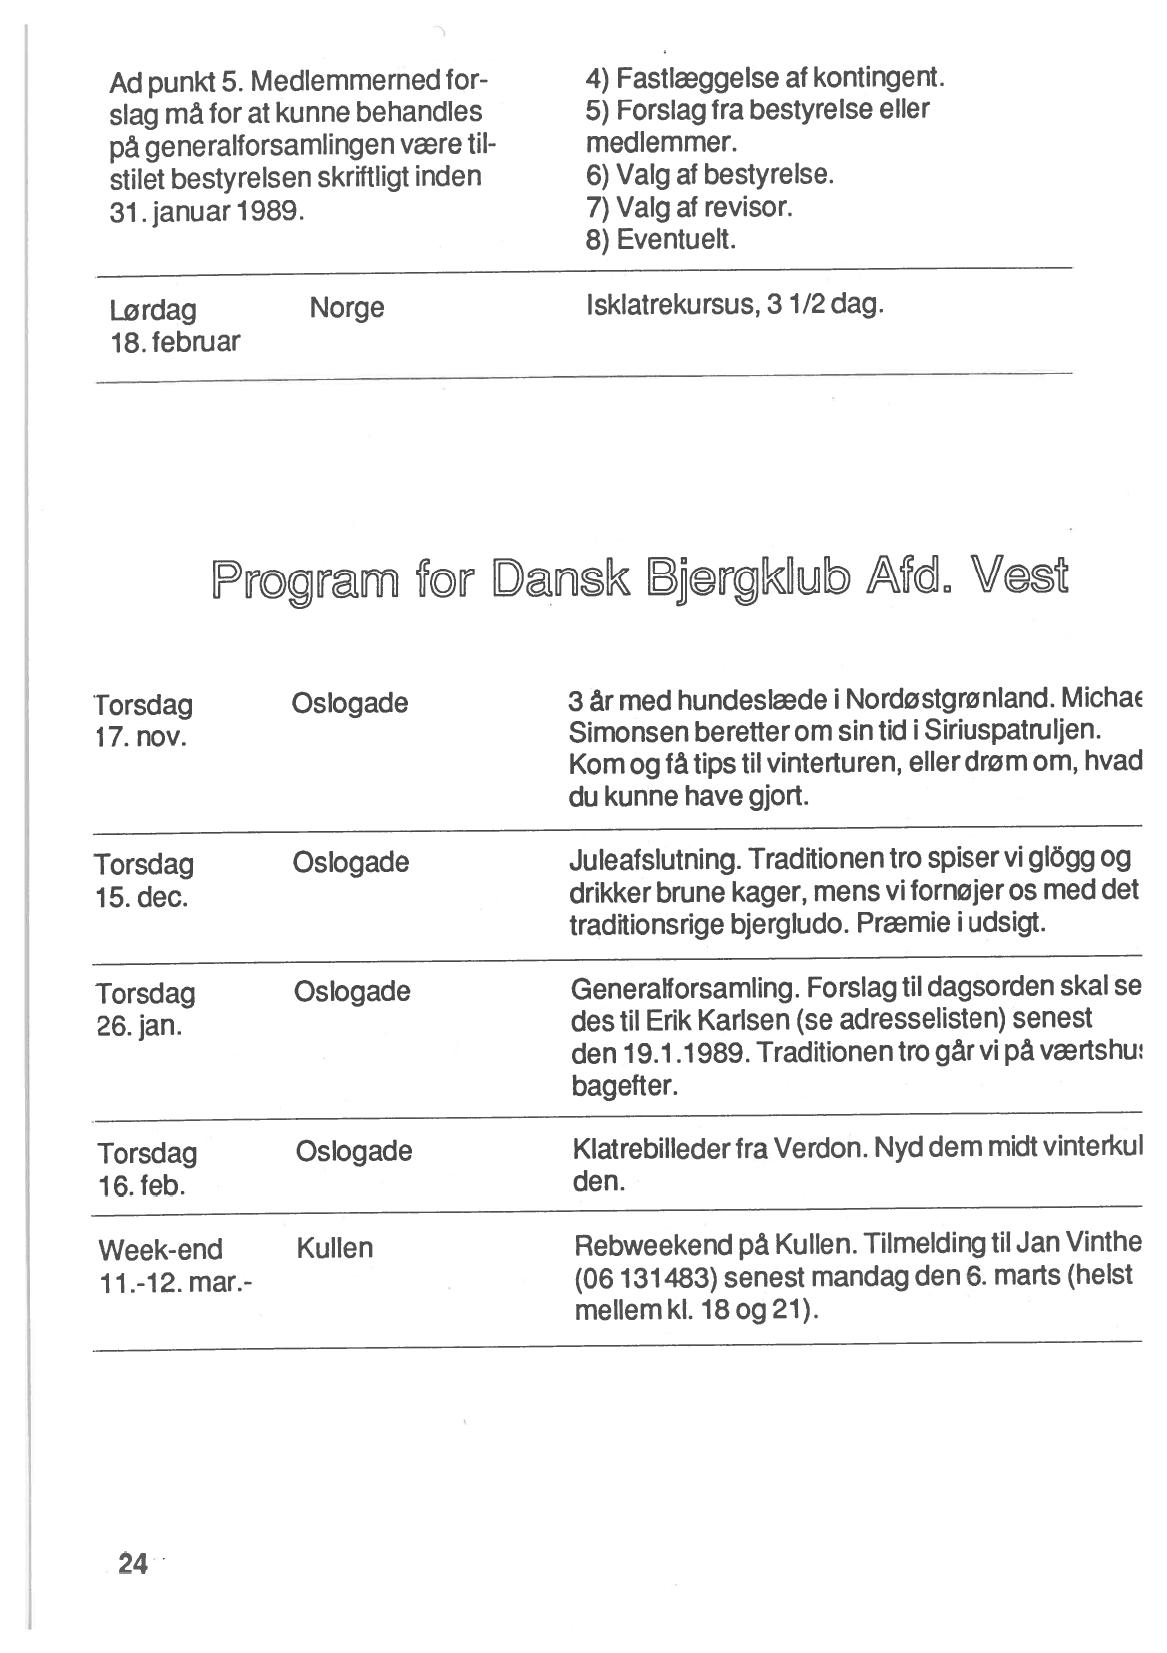 Ad punkt 5. Medlemmerned for-
slag må for at kunne behandles
på generalforsamlingen være til-
stilet bestyrelsen skriftligt inden
31. januar 1989.
4) Fastlæggelse af kontingent.
5) Forslag fra bestyrelse eller
medlemmer.
6) Valg af bestyrelse.
7) Valg af revisor.
8) Eventuelt.
Lørdag Norge Isklatrekursus, 3 1/2 dag.
18. februar
Program for Dansk Bjergklub Afd. Vest
Torsdag Oslogade 3 år med hundeslæde i Nordøstgrønland. Michae
17. nov. Simonsen beretter om sin tid i Siriuspatruljen.
Kom og få tips til vinterturen, eller drøm om, hvad
du kunne have gjort.
Torsdag Oslogade Juleafslutning. Traditionen tro spiser vi glögg og
15. dec. drikker brune kager, mens vi fornøjer os med det
traditionsrige bjergludo. Præmie i udsigt.
Torsdag Oslogade Generalforsamling. Forslag til dagsorden skal se
26. jan. des til Erik Karlsen (se adresselisten) senest
den 19.1.1989. Traditionen tro går vi på værtshus
bagefter.
Torsdag Oslogade Klatrebilleder fra Verdon. Nyd dem midt vinterkul
16. feb. den.
Week-end Kullen Rebweekend på Kullen. Tilmelding til Jan Vinthe
11.-12. mar.- (06 131483) senest mandag den 6. marts (helst
mellem kl. 18 og 21).
24